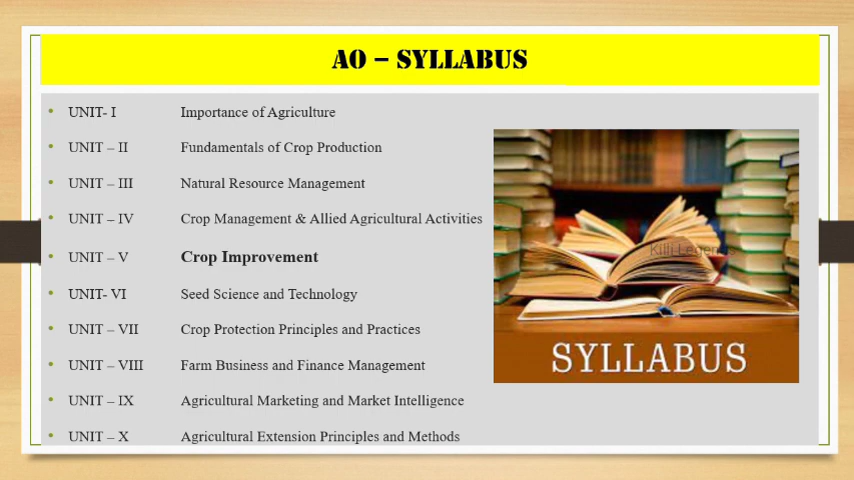 AO – SYLLABUS
• UNIT- I Importance of Agriculture
• UNIT – II Fundamentals of Crop Production
• UNIT – III Natural Resource Management
• UNIT – IV Crop Management & Allied Agricultural Activities
• UNIT – V Crop Improvement
• UNIT- VI Seed Science and Technology
• UNIT – VII Crop Protection Principles and Practices
• UNIT – VIII Farm Business and Finance Management
• UNIT – IX Agricultural Marketing and Market Intelligence
• UNIT – X Agricultural Extension Principles and Methods
Killi Legends
SYLLABUS